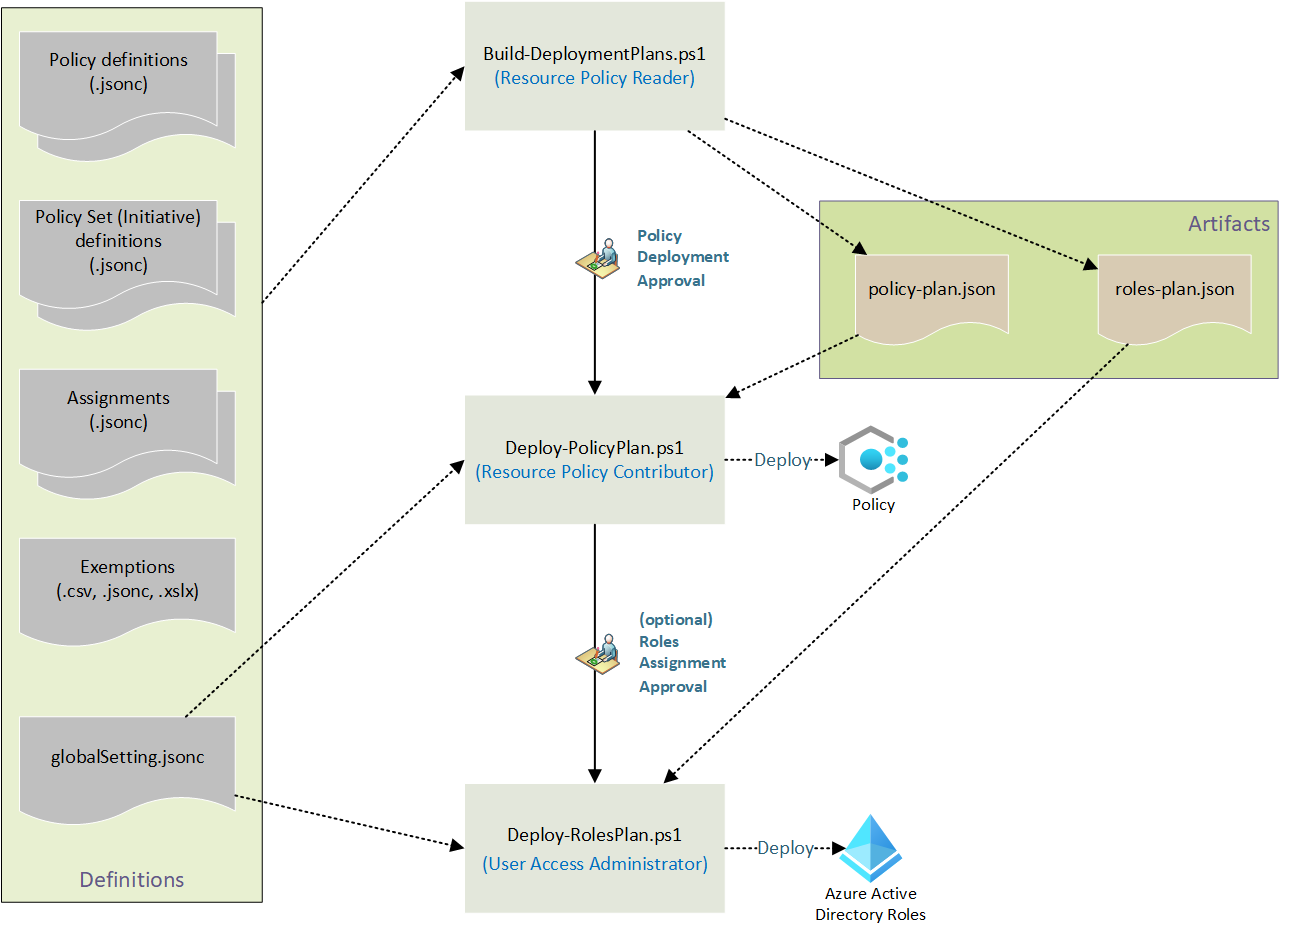 Policy definitions
(.jsonc)
Policy Set (Initiative)
definitions
(.jsonc)
Assignments
(.jsonc)
Exemptions
(.csv, .jsonc, .xslx)
globalSetting.jsonc
Definitions
Build-DeploymentPlans.ps1
(Resource Policy Reader)
Policy
Deployment
Approval
Artifacts
policy-plan.json
roles-plan.json
Deploy-PolicyPlan.ps1
(Resource Policy Contributor)
Deploy
Policy
(optional)
Roles
Assignment
Approval
Deploy-RolesPlan.ps1
(User Access Administrator)
Deploy
Azure Active
Directory Roles